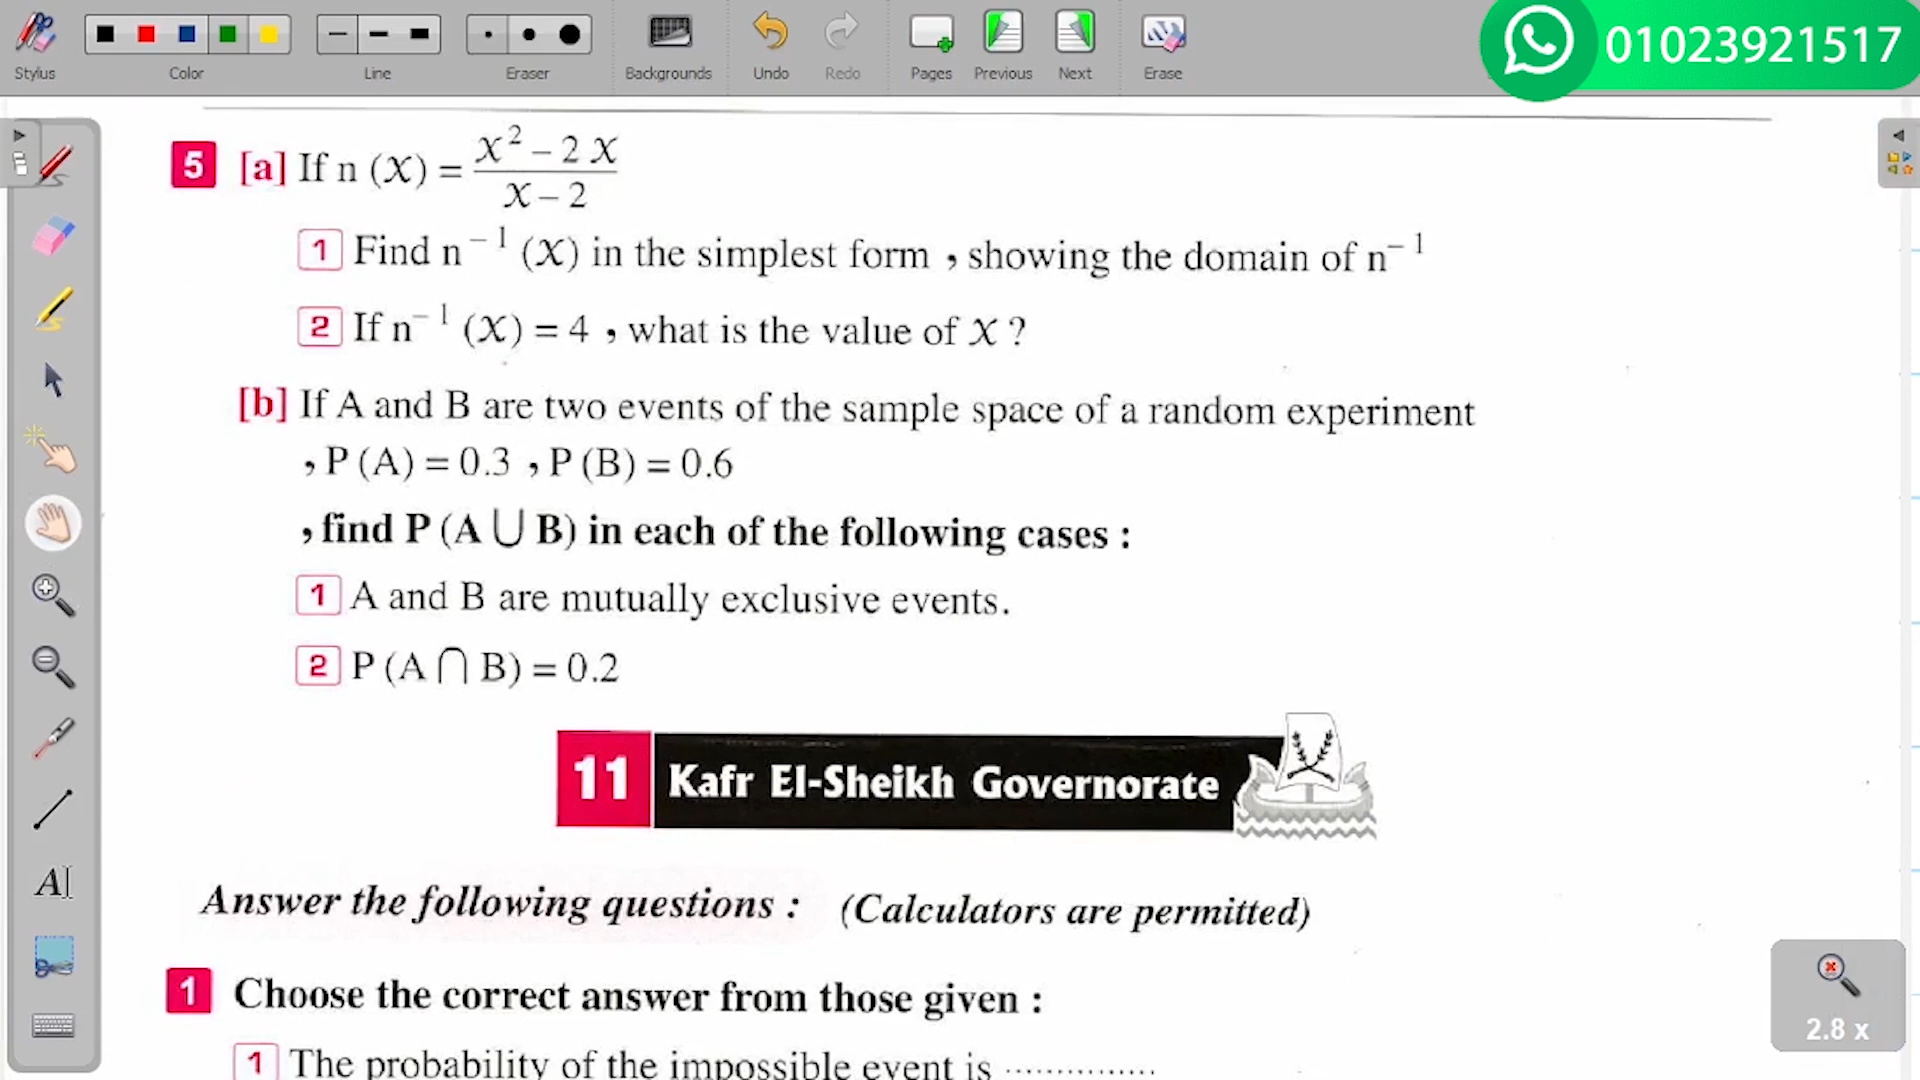 Stylus
Color
Line
Eraser
Backgrounds
Undo
Redo
Pages
Previous
Next
Erase
01023921517
5 [a] If n (X) = X² – 2 X / X – 2
1 Find n⁻¹ (X) in the simplest form , showing the domain of n⁻¹
2 If n⁻¹ (X) = 4 , what is the value of X ?
[b] If A and B are two events of the sample space of a random experiment
, P (A) = 0.3 , P (B) = 0.6
, find P (A ⋃ B) in each of the following cases :
1 A and B are mutually exclusive events.
2 P (A ⋂ B) = 0.2
11 Kafr El-Sheikh Governorate
Answer the following questions : (Calculators are permitted)
1 Choose the correct answer from those given :
1 The probability of the impossible event is ..............
2.8 x